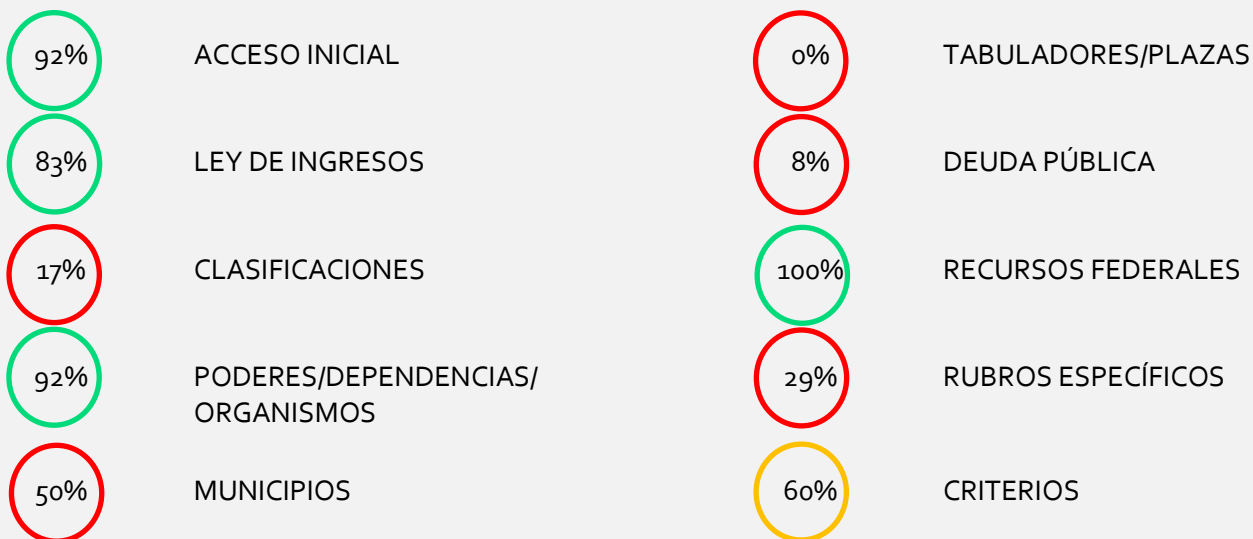 92% ACCESO INICIAL
83% LEY DE INGRESOS
17% CLASIFICACIONES
92% PODERES/DEPENDENCIAS/
ORGANISMOS
50% MUNICIPIOS
0% TABULADORES/PLAZAS
8% DEUDA PÚBLICA
100% RECURSOS FEDERALES
29% RUBROS ESPECÍFICOS
60% CRITERIOS